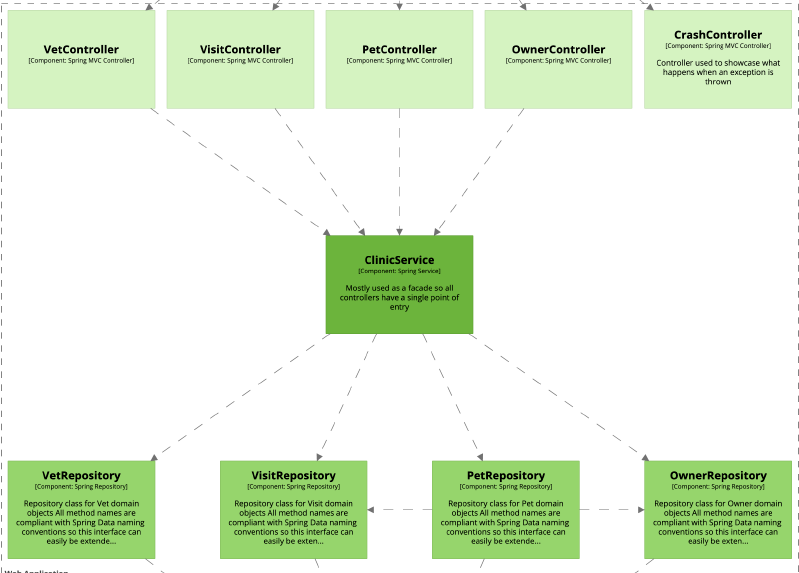 VetController
[Component: Spring MVC Controller]
VisitController
[Component: Spring MVC Controller]
PetController
[Component: Spring MVC Controller]
OwnerController
[Component: Spring MVC Controller]
CrashController
[Component: Spring MVC Controller]
Controller used to showcase what
happens when an exception is
thrown
ClinicService
[Component: Spring Service]
Mostly used as a facade so all
controllers have a single point of
entry
VetRepository
[Component: Spring Repository]
Repository class for Vet domain
objects All method names are
compliant with Spring Data naming
conventions so this interface can
easily be extende...
VisitRepository
[Component: Spring Repository]
Repository class for Visit domain
objects All method names are
compliant with Spring Data naming
conventions so this interface can
easily be exten...
PetRepository
[Component: Spring Repository]
Repository class for Pet domain
objects All method names are
compliant with Spring Data naming
conventions so this interface can
easily be extende...
OwnerRepository
[Component: Spring Repository]
Repository class for Owner domain
objects All method names are
compliant with Spring Data naming
conventions so this interface can
easily be exten...
Web Application